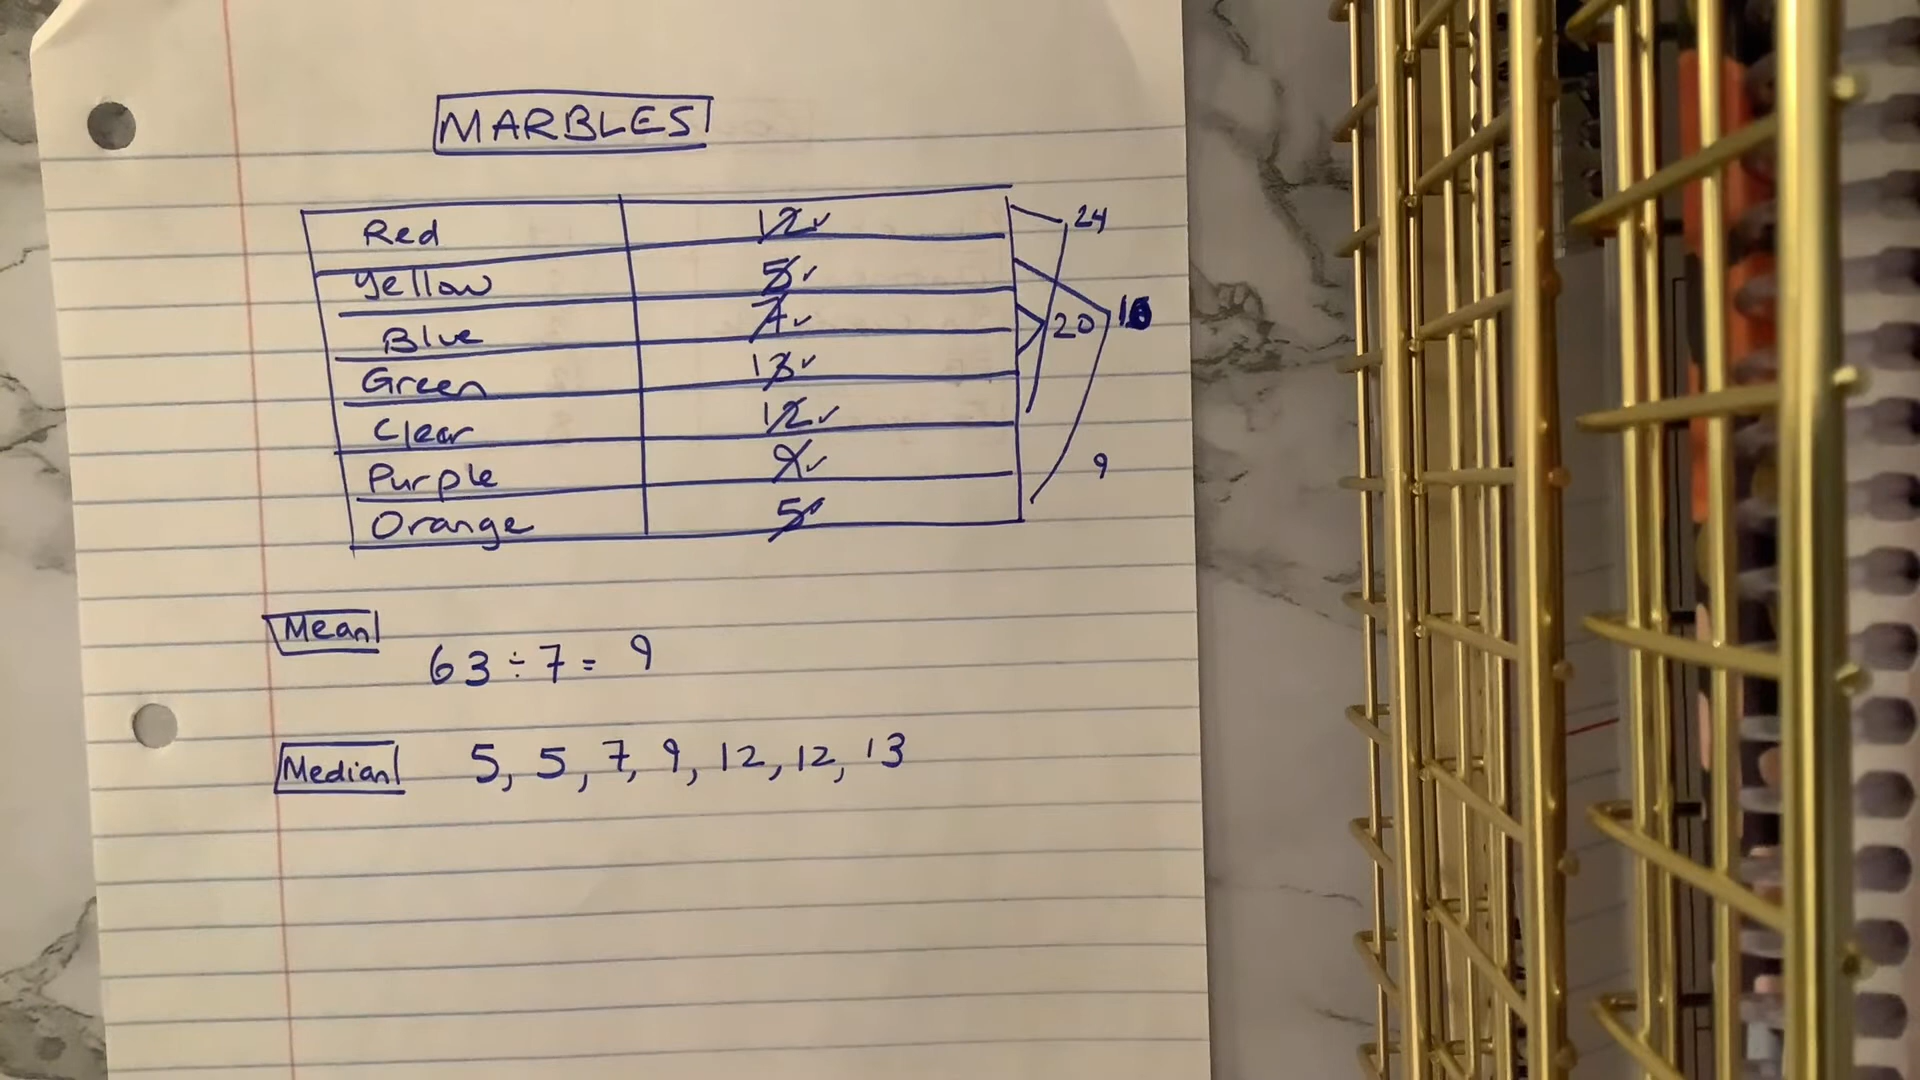 MARBLES
Red 12 24
Yellow 5
Blue 7 20 10
Green 13
Clear 12
Purple 9 9
Orange 5
Mean
63 ÷ 7 = 9
Median 5, 5, 7, 9, 12, 12, 13